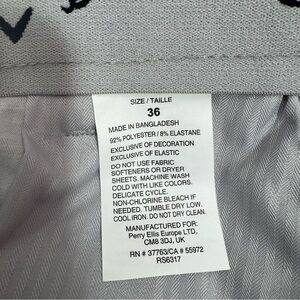 SIZE / TAILLE
36
MADE IN BANGLADESH
92% POLYESTER / 8% ELASTANE
EXCLUSIVE OF DECORATION
EXCLUSIVE OF ELASTIC
DO NOT USE FABRIC
SOFTENERS OR DRYER
SHEETS. MACHINE WASH
COLD WITH LIKE COLORS.
DELICATE CYCLE.
NON-CHLORINE BLEACH IF
NEEDED. TUMBLE DRY LOW.
COOL IRON. DO NOT DRY CLEAN.
MANUFACTURED FOR:
Perry Ellis Europe LTD,
CM8 3DJ, UK
RN # 37763/CA # 55972
RS6317